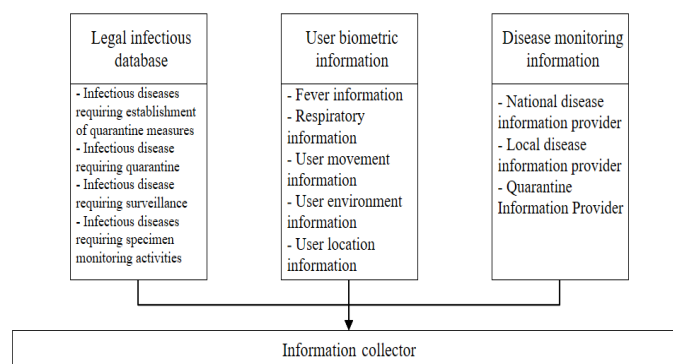 Legal infectious
database
- Infectious diseases
requiring establishment
of quarantine measures
- Infectious disease
requiring quarantine
- Infectious disease
requiring surveillance
- Infectious diseases
requiring specimen
monitoring activities
User biometric
information
- Fever information
- Respiratory
information
- User movement
information
- User environment
information
- User location
information
Disease monitoring
information
- National disease
information provider
- Local disease
information provider
- Quarantine
Information Provider
Information collector